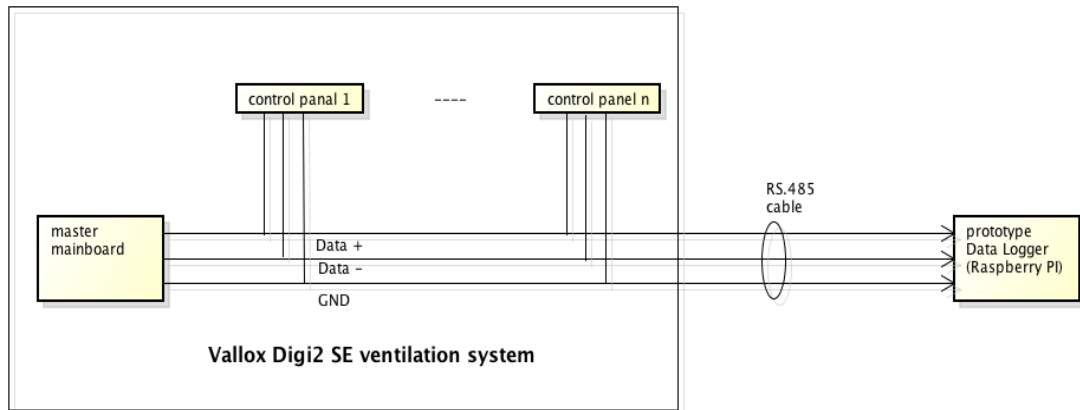 control panal 1
----
control panel n
RS.485
cable
master
mainboard
prototype
Data Logger
(Raspberry PI)
Data +
Data -
GND
Vallox Digi2 SE ventilation system